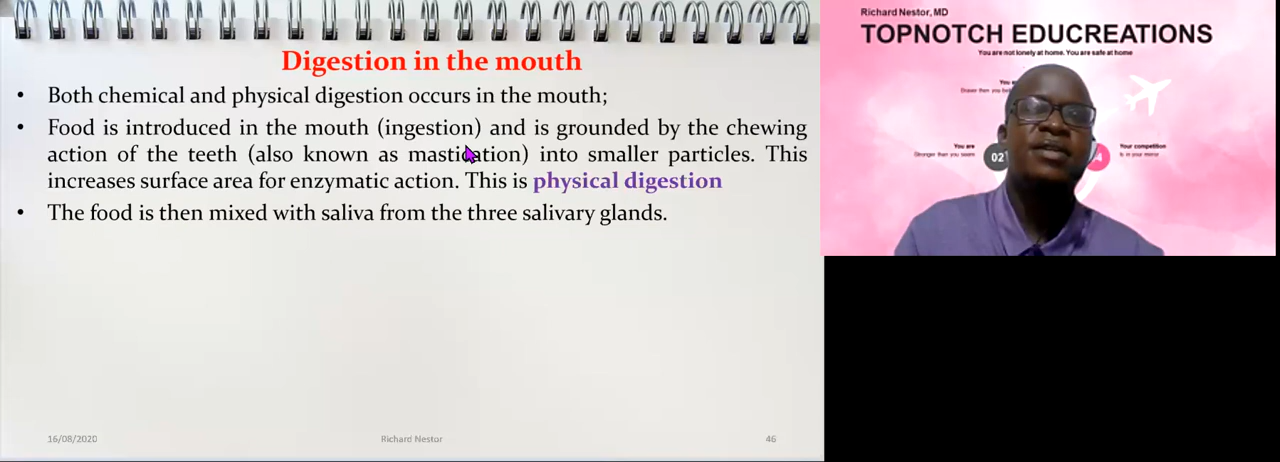 Digestion in the mouth
• Both chemical and physical digestion occurs in the mouth;
• Food is introduced in the mouth (ingestion) and is grounded by the chewing
action of the teeth (also known as mastication) into smaller particles. This
increases surface area for enzymatic action. This is physical digestion
• The food is then mixed with saliva from the three salivary glands.
16/08/2020
Richard Nestor
46
Richard Nestor, MD
TOPNOTCH EDUCREATIONS
You are not lonely at home. You are safe at home
You are
Stronger than you seem
02
Your competition
is in your mirror